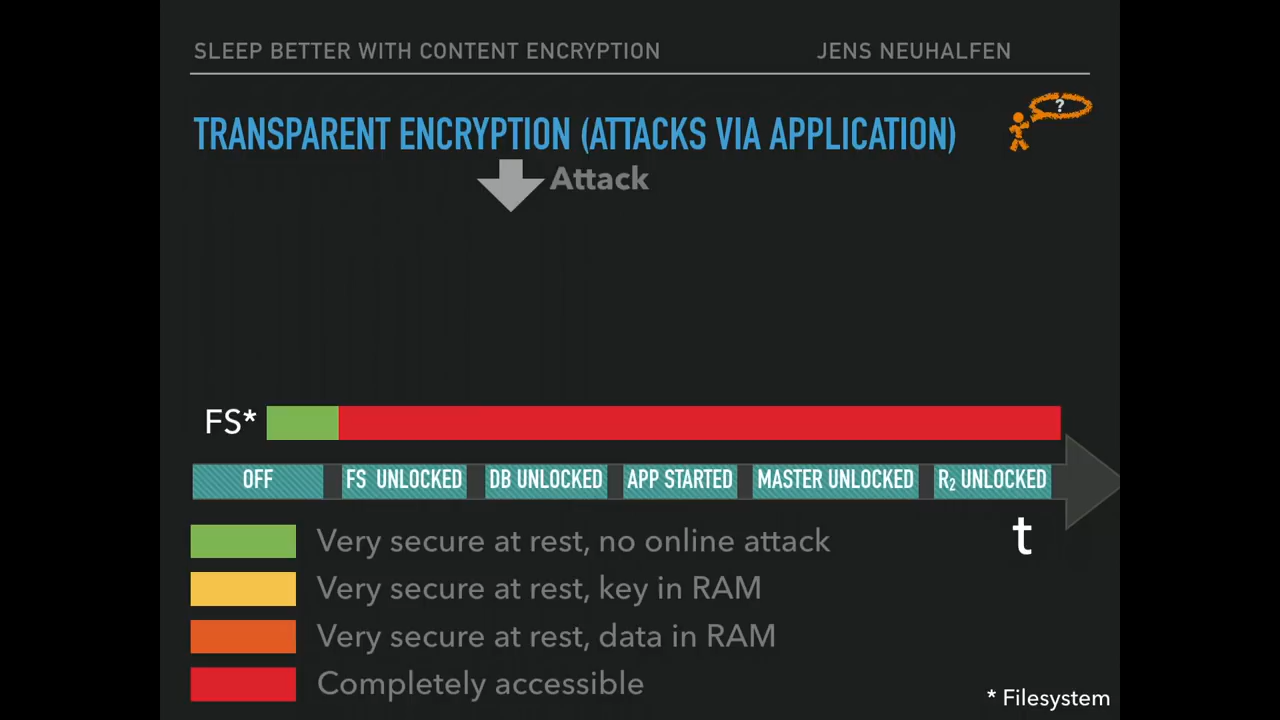 SLEEP BETTER WITH CONTENT ENCRYPTION JENS NEUHALFEN
?
TRANSPARENT ENCRYPTION (ATTACKS VIA APPLICATION)
Attack
FS*
OFF FS UNLOCKED DB UNLOCKED APP STARTED MASTER UNLOCKED R₂ UNLOCKED
t
Very secure at rest, no online attack
Very secure at rest, key in RAM
Very secure at rest, data in RAM
Completely accessible
* Filesystem